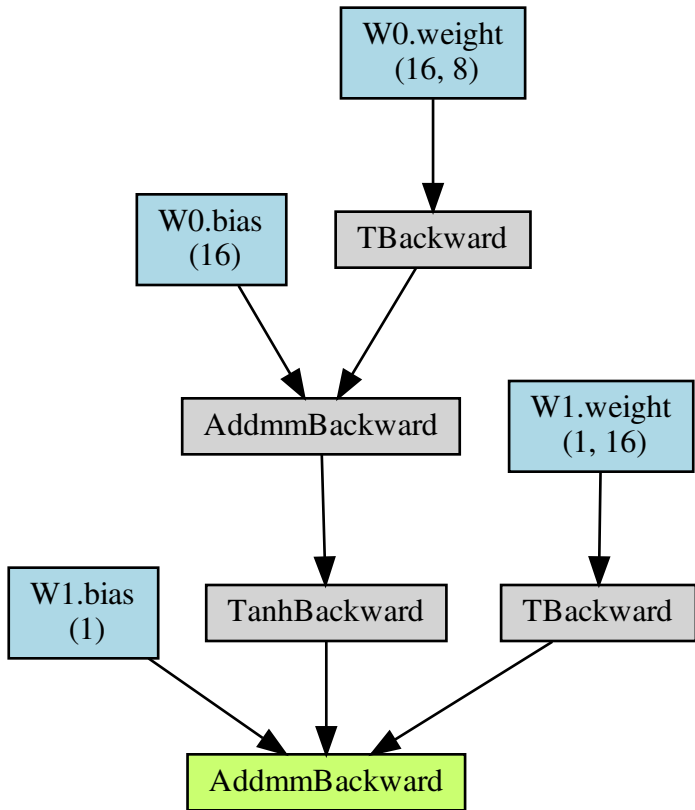 W0.weight
(16, 8)
W0.bias
(16)
TBackward
AddmmBackward
W1.weight
(1, 16)
W1.bias
(1)
TanhBackward
TBackward
AddmmBackward